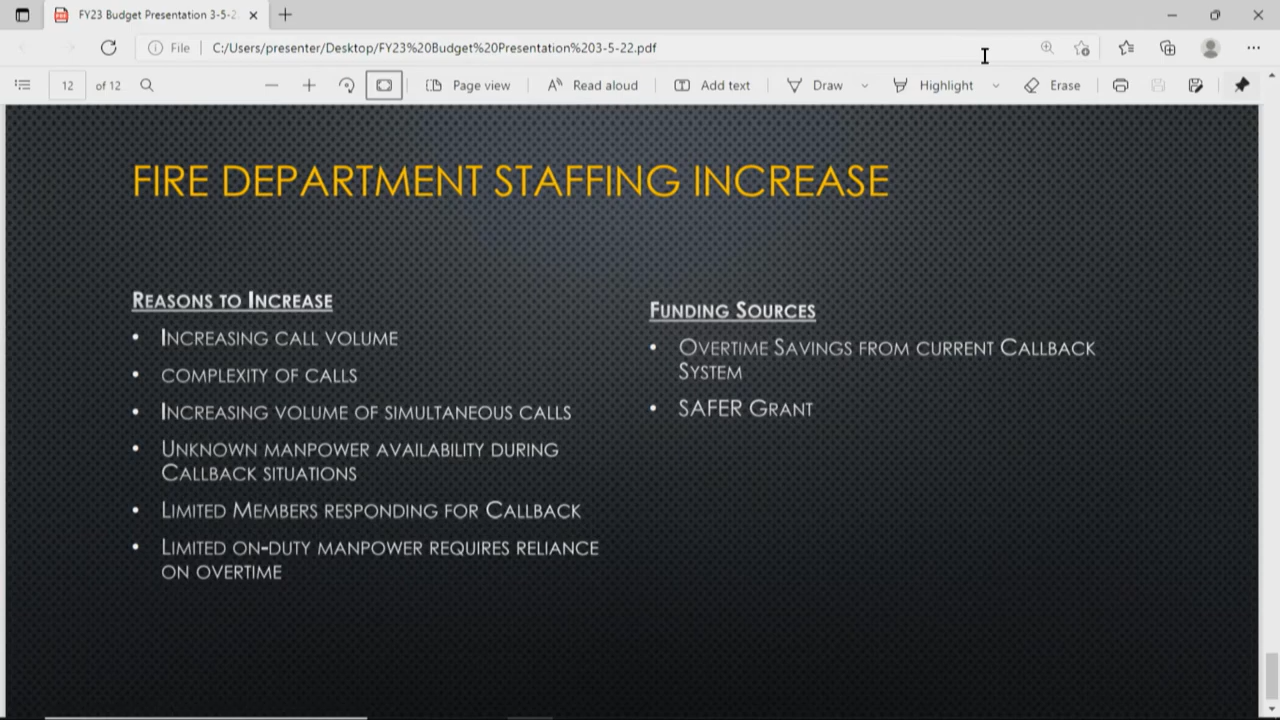 FY23 Budget Presentation 3-5-2
File
C:/Users/presenter/Desktop/FY23%20Budget%20Presentation%203-5-22.pdf
12 of 12
Page view
Read aloud
Add text
Draw
Highlight
Erase
FIRE DEPARTMENT STAFFING INCREASE
REASONS TO INCREASE
• INCREASING CALL VOLUME
• COMPLEXITY OF CALLS
• INCREASING VOLUME OF SIMULTANEOUS CALLS
• UNKNOWN MANPOWER AVAILABILITY DURING
CALLBACK SITUATIONS
• LIMITED MEMBERS RESPONDING FOR CALLBACK
• LIMITED ON-DUTY MANPOWER REQUIRES RELIANCE
ON OVERTIME
FUNDING SOURCES
• OVERTIME SAVINGS FROM CURRENT CALLBACK
SYSTEM
• SAFER GRANT